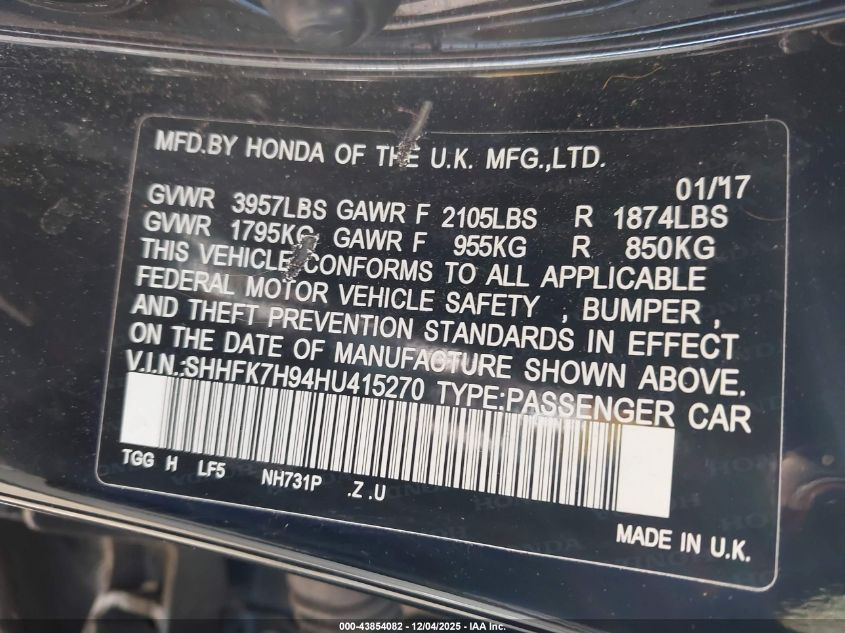 MFD.BY HONDA OF THE U.K. MFG.,LTD.
01/17
GVWR 3957LBS GAWR F 2105LBS R 1874LBS
GVWR 1795KG GAWR F 955KG R 850KG
THIS VEHICLE CONFORMS TO ALL APPLICABLE
FEDERAL MOTOR VEHICLE SAFETY , BUMPER ,
AND THEFT PREVENTION STANDARDS IN EFFECT
ON THE DATE OF MANUFACTURE SHOWN ABOVE.
V.I.N.:SHHFK7H94HU415270 TYPE:PASSENGER CAR
TGG H LF5 NH731P .Z .U
MADE IN U.K.
000-43854082 - 12/04/2025 - IAA Inc.